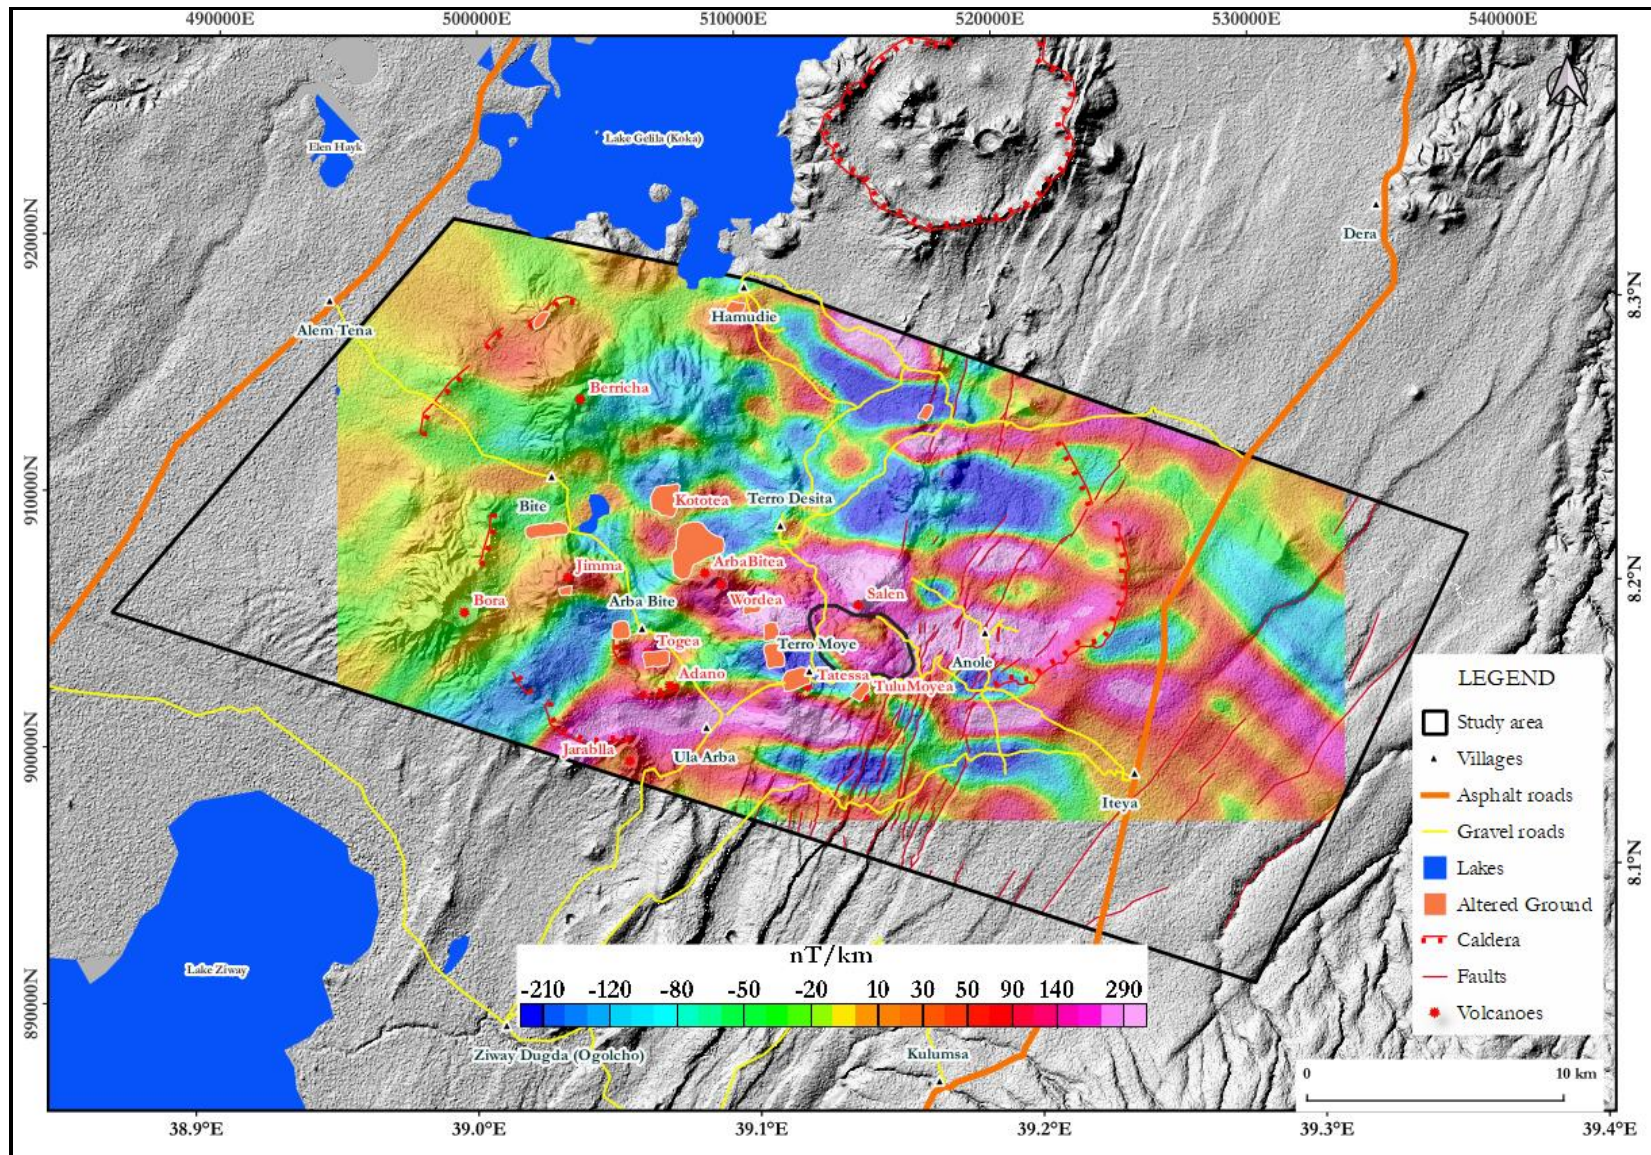 490000E 500000E 510000E 520000E 530000E 540000E
920000N
910000N
900000N
890000N
8.3°N
8.2°N
8.1°N
Elen Hayk
Lake Gelila (Koka)
Dera
Alem Tena
Hamudie
Berricha
Bite
Kototea
Terro Desita
Jimma
ArbaBitea
Bora
Arba Bite
Wordea
Salen
Togea
Terro Moye
Anole
Adano
Tatessa
TuluMoyea
Jarablla
Ula Arba
Iteya
Lake Ziway
Ziway Dugda (Ogolcho)
Kulumsa
nT/km
-210 -120 -80 -50 -20 10 30 50 90 140 290
LEGEND
Study area
Villages
Asphalt roads
Gravel roads
Lakes
Altered Ground
Caldera
Faults
Volcanoes
0 10 km
38.9°E 39.0°E 39.1°E 39.2°E 39.3°E 39.4°E